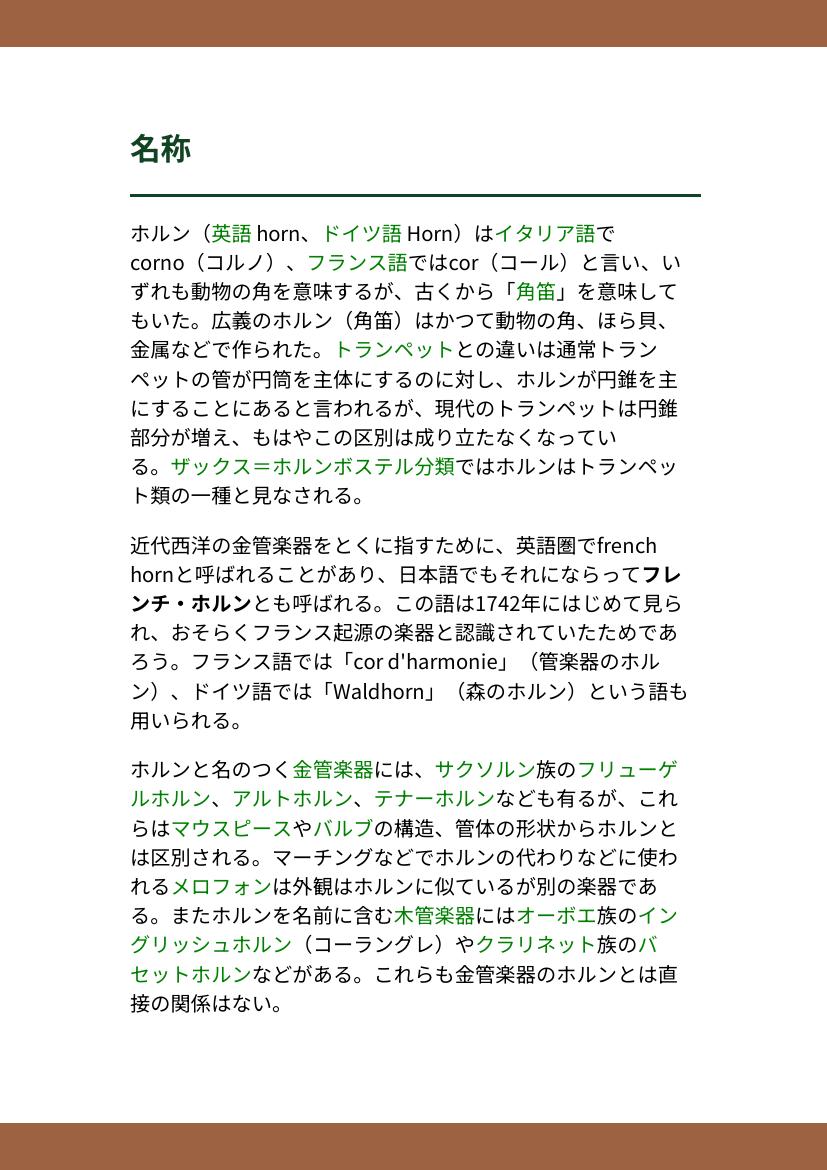 名称
ホルン（英語 horn、ドイツ語 Horn）はイタリア語で
corno（コルノ）、フランス語ではcor（コール）と言い、い
ずれも動物の角を意味するが、古くから「角笛」を意味して
もいた。広義のホルン（角笛）はかつて動物の角、ほら貝、
金属などで作られた。トランペットとの違いは通常トラン
ペットの管が円筒を主体にするのに対し、ホルンが円錐を主
にすることにあると言われるが、現代のトランペットは円錐
部分が増え、もはやこの区別は成り立たなくなってい
る。ザックス＝ホルンボステル分類ではホルンはトランペッ
ト類の一種と見なされる。
近代西洋の金管楽器をとくに指すために、英語圏でfrench
hornと呼ばれることがあり、日本語でもそれにならってフレ
ンチ・ホルンとも呼ばれる。この語は1742年にはじめて見ら
れ、おそらくフランス起源の楽器と認識されていたためであ
ろう。フランス語では「cor d'harmonie」（管楽器のホル
ン）、ドイツ語では「Waldhorn」（森のホルン）という語も
用いられる。
ホルンと名のつく金管楽器には、サクソルン族のフリューゲ
ルホルン、アルトホルン、テナーホルンなども有るが、これ
らはマウスピースやバルブの構造、管体の形状からホルンと
は区別される。マーチングなどでホルンの代わりなどに使わ
れるメロフォンは外観はホルンに似ているが別の楽器であ
る。またホルンを名前に含む木管楽器にはオーボエ族のイン
グリッシュホルン（コーラングレ）やクラリネット族のバ
セットホルンなどがある。これらも金管楽器のホルンとは直
接の関係はない。